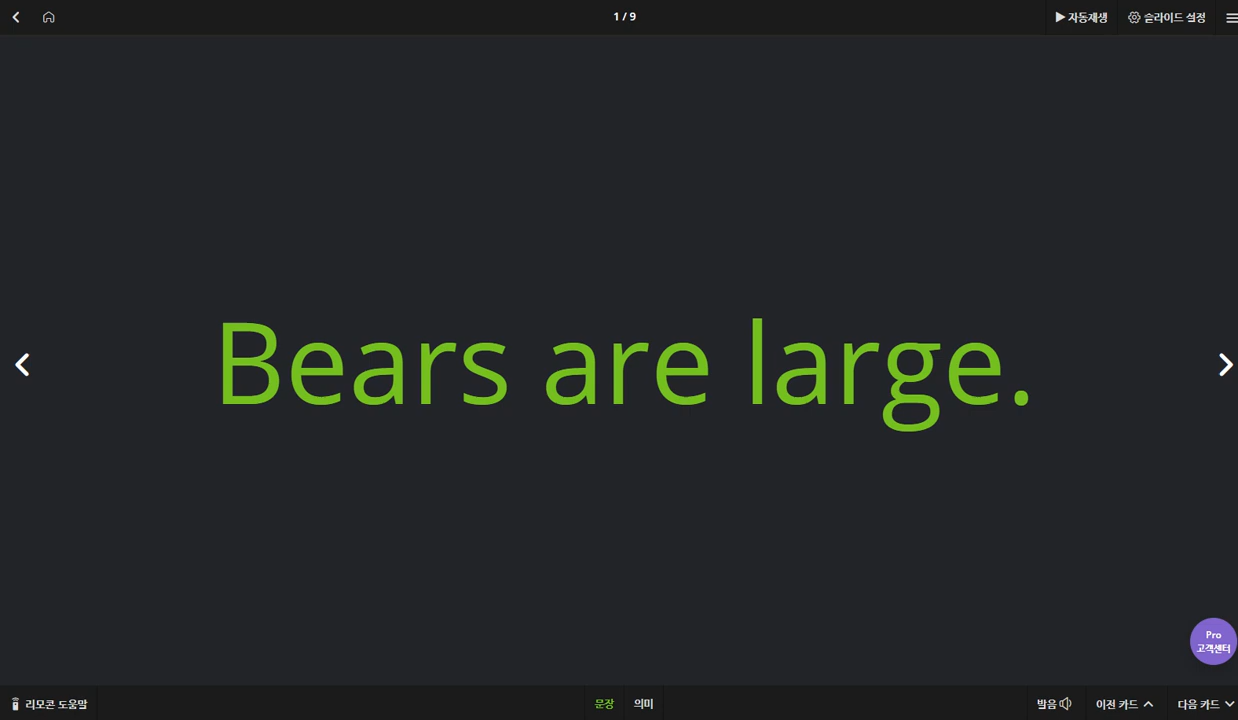 1 / 9
자동재생
슬라이드 설정
Bears are large.
Pro
고객센터
리모콘 도움말
문장
의미
발음
이전 카드
다음 카드